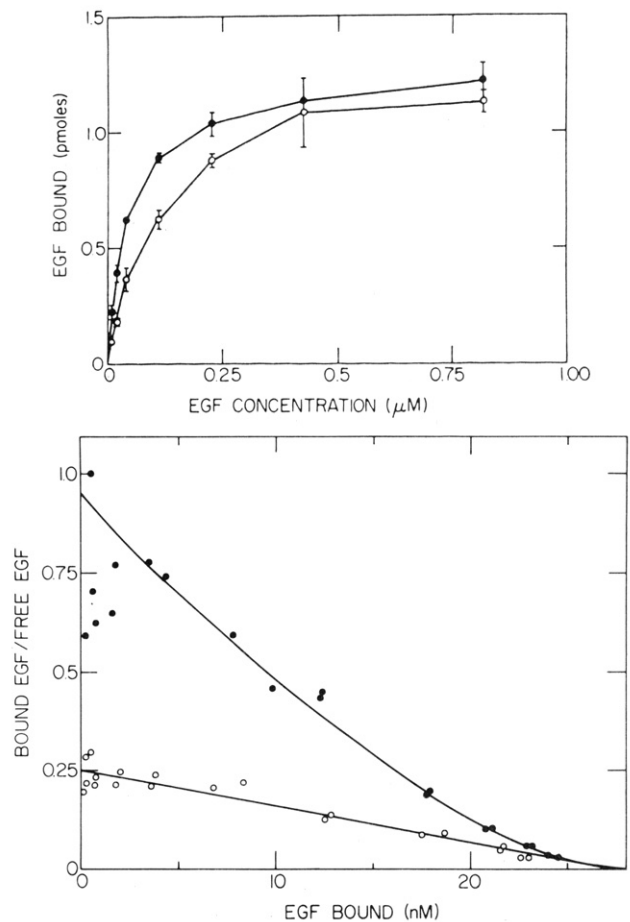 1.5
1.0
0.5
0
EGF BOUND (pmoles)
0 0.25 0.5 0.75 1.00
EGF CONCENTRATION (μM)
1.0
0.75
0.5
0.25
0
BOUND EGF/FREE EGF
0 10 20
EGF BOUND (nM)